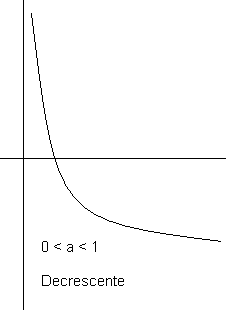 0 < a < 1
Decrescente